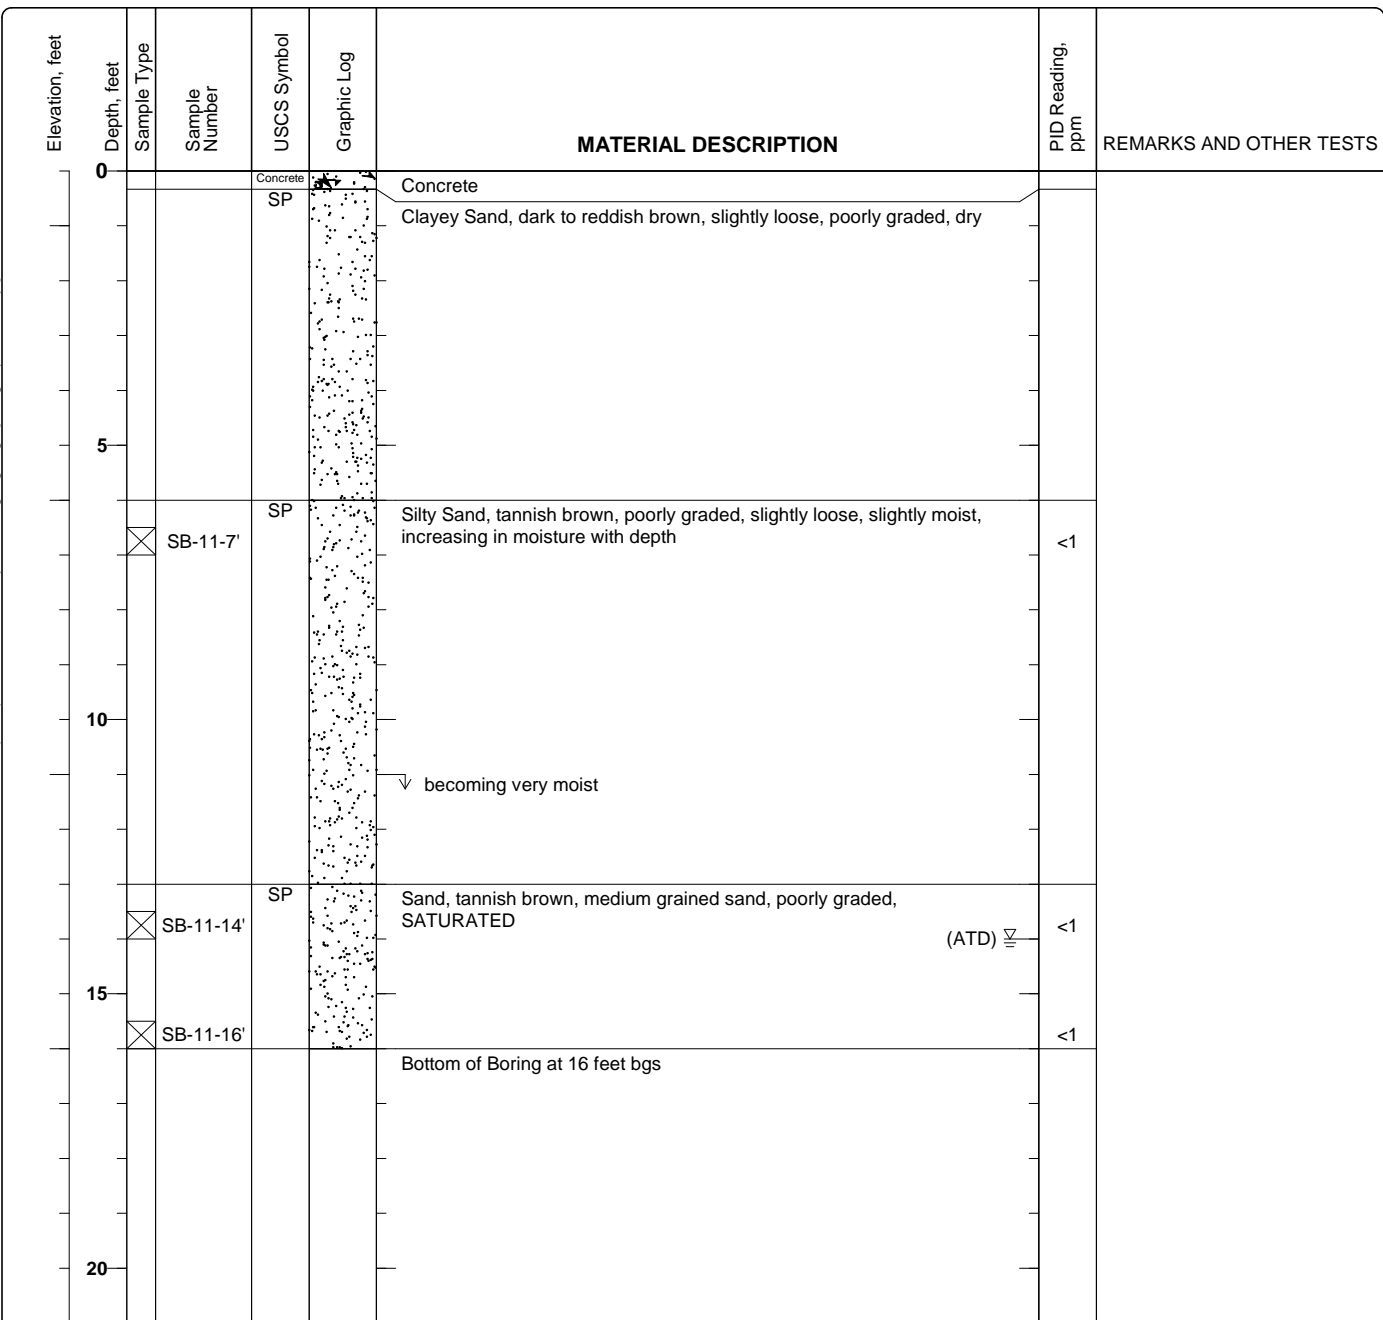 Elevation, feet
Depth, feet
Sample Type
Sample
Number
USCS Symbol
Graphic Log
MATERIAL DESCRIPTION
PID Reading,
ppm
REMARKS AND OTHER TESTS
0
Concrete
Concrete
SP
Clayey Sand, dark to reddish brown, slightly loose, poorly graded, dry
5
SP
Silty Sand, tannish brown, poorly graded, slightly loose, slightly moist,
increasing in moisture with depth
SB-11-7'
<1
10
becoming very moist
SP
Sand, tannish brown, medium grained sand, poorly graded,
SATURATED
SB-11-14'
<1
(ATD)
15
SB-11-16'
<1
Bottom of Boring at 16 feet bgs
20